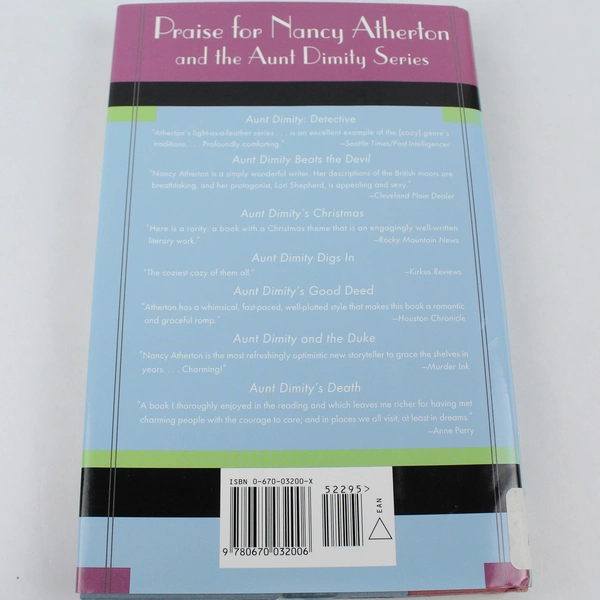 Praise for Nancy Atherton
and the Aunt Dimity Series
Aunt Dimity: Detective
"Atherton's light-as-a-feather series . . . is an excellent example of the [cozy] genre's
traditions. . . . Profoundly comforting." —Seattle Times/Post-Intelligencer
Aunt Dimity Beats the Devil
"Nancy Atherton is a simply wonderful writer. Her descriptions of the British moors are
breathtaking, and her protagonist, Lori Shepherd, is appealing and sexy."
—Cleveland Plain Dealer
Aunt Dimity's Christmas
"Here is a rarity: a book with a Christmas theme that is an engagingly well-written
literary work." —Rocky Mountain News
Aunt Dimity Digs In
"The coziest cozy of them all." —Kirkus Reviews
Aunt Dimity's Good Deed
"Atherton has a whimsical, fast-paced, well-plotted style that makes this book a romantic
and graceful romp." —Houston Chronicle
Aunt Dimity and the Duke
"Nancy Atherton is the most refreshingly optimistic new storyteller to grace the shelves in
years. . . . Charming!" —Murder Ink
Aunt Dimity's Death
"A book I thoroughly enjoyed in the reading and which leaves me richer for having met
charming people with the courage to care; and in places we all visit, at least in dreams."
—Anne Perry
ISBN 0-670-03200-X
52295>
EAN
9 780670 032006